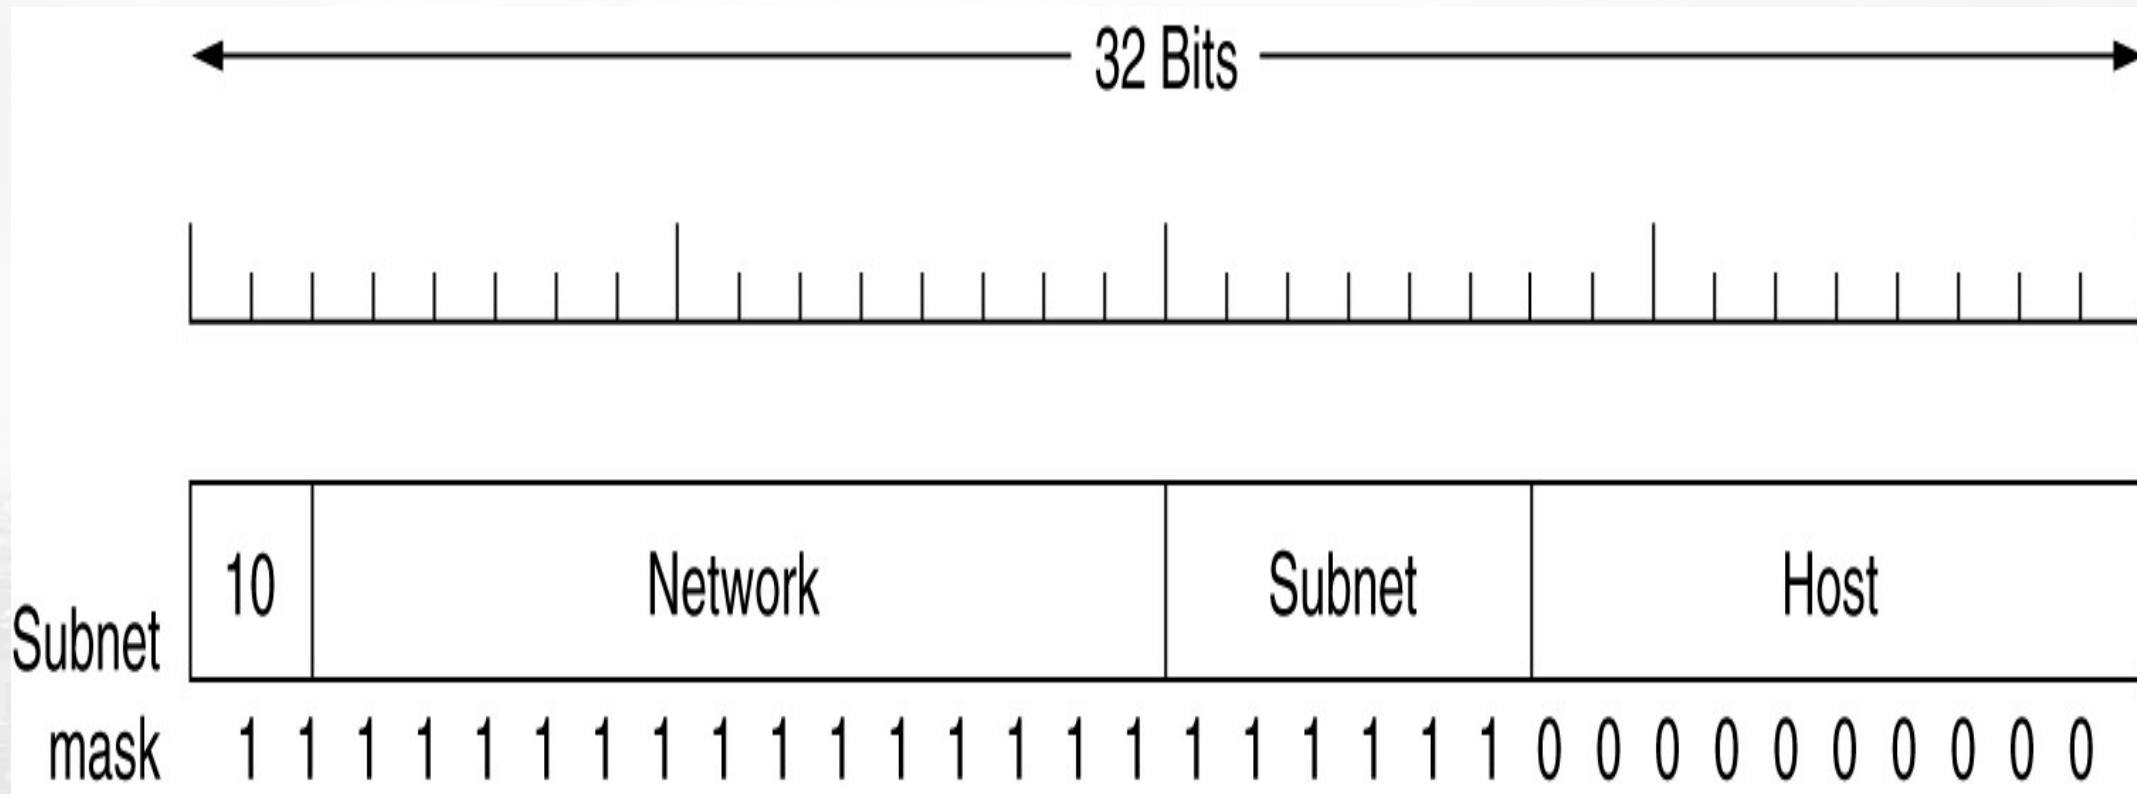 32 Bits
10 Network Subnet Host
Subnet
mask 1 1 1 1 1 1 1 1 1 1 1 1 1 1 1 1 1 1 1 1 1 1 0 0 0 0 0 0 0 0 0 0